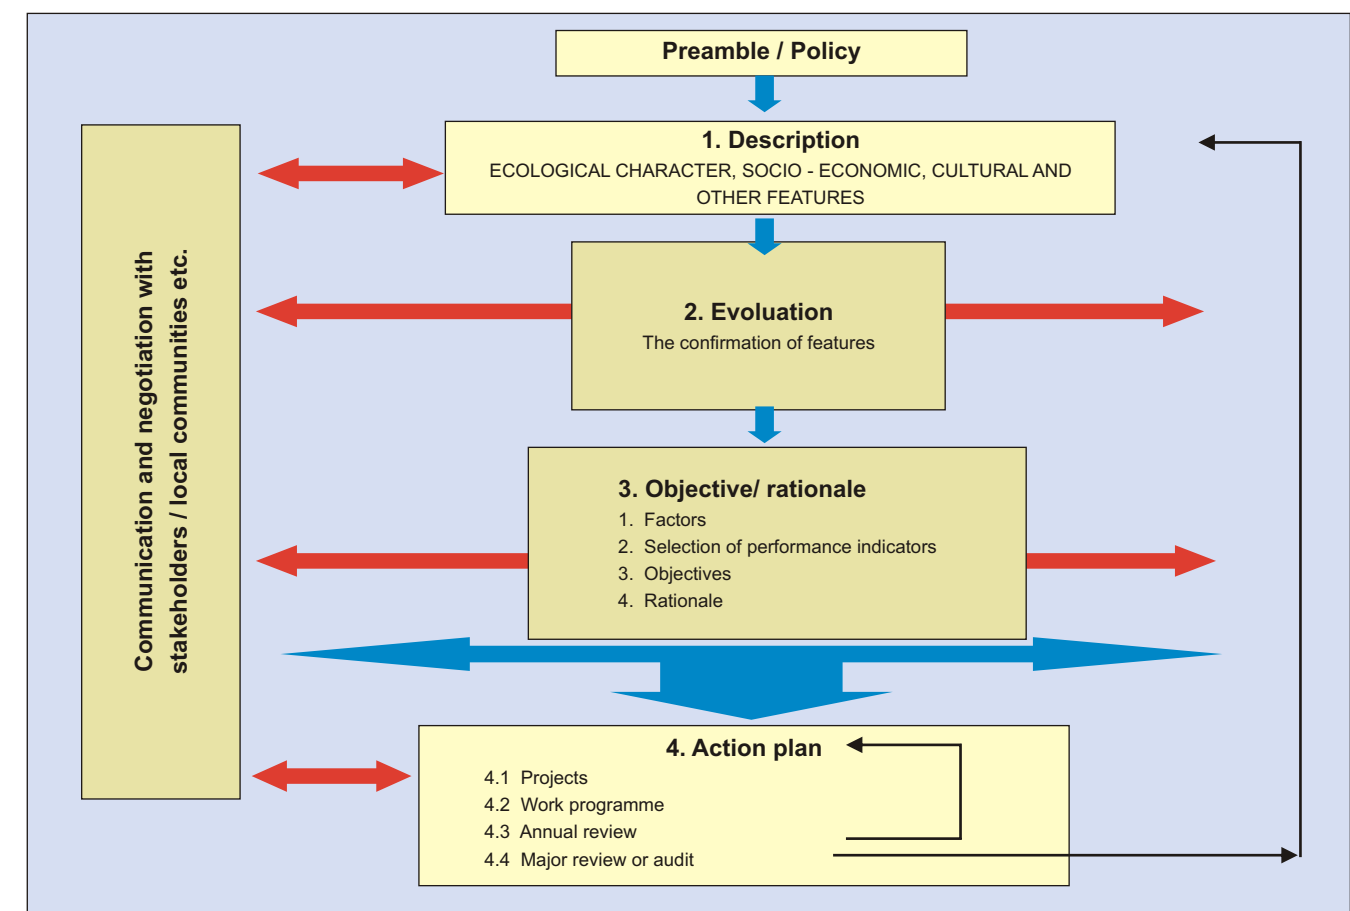 Preamble / Policy
1. Description
ECOLOGICAL CHARACTER, SOCIO - ECONOMIC, CULTURAL AND
OTHER FEATURES
Communication and negotiation with
stakeholders / local communities etc.
2. Evoluation
The confirmation of features
3. Objective/ rationale
1. Factors
2. Selection of performance indicators
3. Objectives
4. Rationale
4. Action plan
4.1 Projects
4.2 Work programme
4.3 Annual review
4.4 Major review or audit